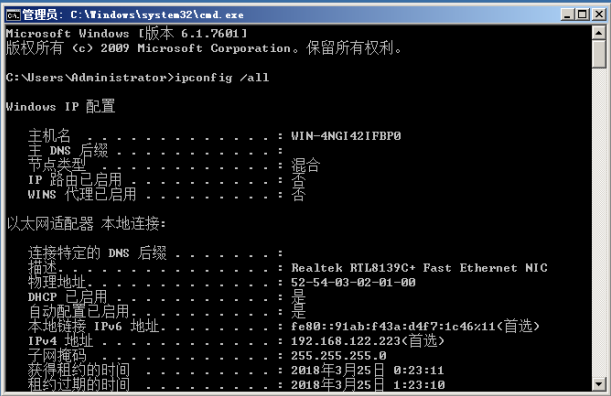 管理员: C:\Windows\system32\cmd.exe
Microsoft Windows [版本 6.1.7601]
版权所有 (c) 2009 Microsoft Corporation。保留所有权利。
C:\Users\Administrator>ipconfig /all
Windows IP 配置
主机名 . . . . . . . . . . . . . : WIN-4NGI42IFBP0
主 DNS 后缀 . . . . . . . . . . . :
节点类型 . . . . . . . . . . . . : 混合
IP 路由已启用 . . . . . . . . . . : 否
WINS 代理已启用 . . . . . . . . . : 否
以太网适配器 本地连接:
连接特定的 DNS 后缀 . . . . . . . :
描述. . . . . . . . . . . . . . . : Realtek RTL8139C+ Fast Ethernet NIC
物理地址. . . . . . . . . . . . . : 52-54-03-02-01-00
DHCP 已启用 . . . . . . . . . . . : 是
自动配置已启用. . . . . . . . . . : 是
本地链接 IPv6 地址. . . . . . . . : fe80::91ab:f43a:d4f7:1c46%11(首选)
IPv4 地址 . . . . . . . . . . . . : 192.168.122.223(首选)
子网掩码 . . . . . . . . . . . . : 255.255.255.0
获得租约的时间 . . . . . . . . . : 2018年3月25日 0:23:11
租约过期的时间 . . . . . . . . . : 2018年3月25日 1:23:10